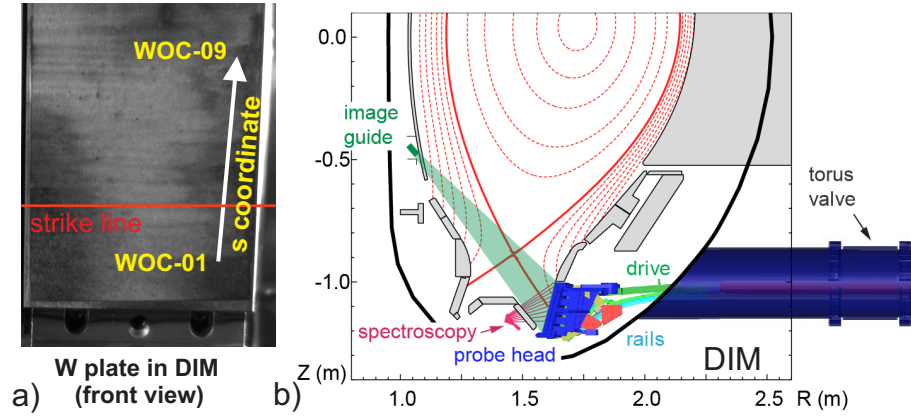 WOC-09
s coordinate
strike line
WOC-01
W plate in DIM
(front view)
a)
b)
0.0
-0.5
-1.0
Z (m)
1.0
1.5
2.0
2.5
R (m)
image
guide
torus
valve
drive
spectroscopy
probe head
rails
DIM